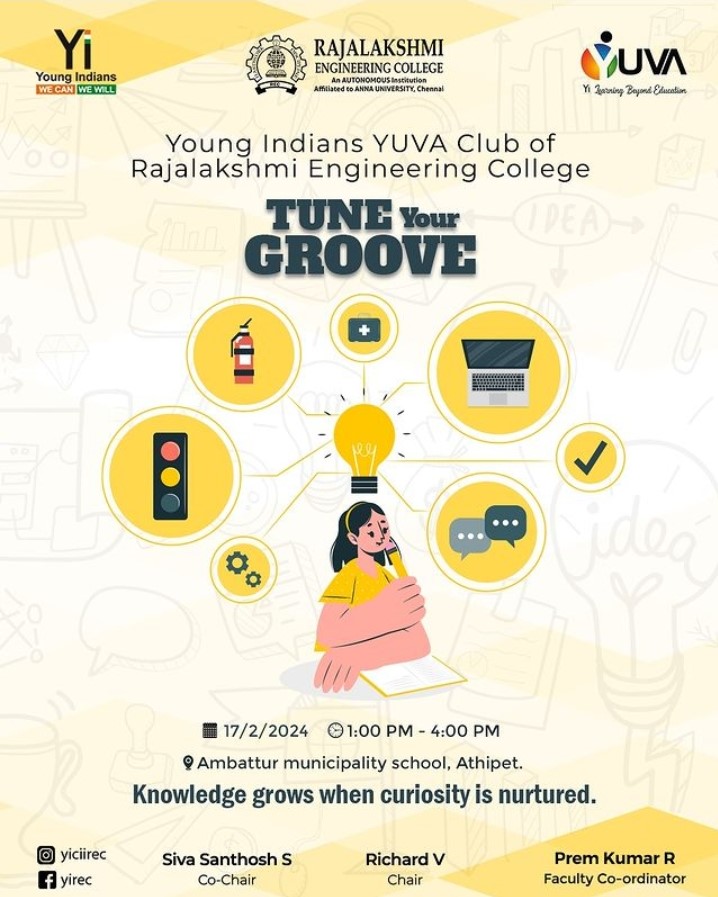 Yi
Young Indians
WE CAN WE WILL
RAJALAKSHMI
ENGINEERING COLLEGE
An AUTONOMOUS Institution
Affiliated to ANNA UNIVERSITY, Chennai
REC
YUVA
Yi Learning Beyond Education
Young Indians YUVA Club of
Rajalakshmi Engineering College
TUNE Your
GROOVE
IDEA
idea
17/2/2024 1:00 PM - 4:00 PM
Ambattur municipality school, Athipet.
Knowledge grows when curiosity is nurtured.
yiciirec
yirec
Siva Santhosh S
Co-Chair
Richard V
Chair
Prem Kumar R
Faculty Co-ordinator